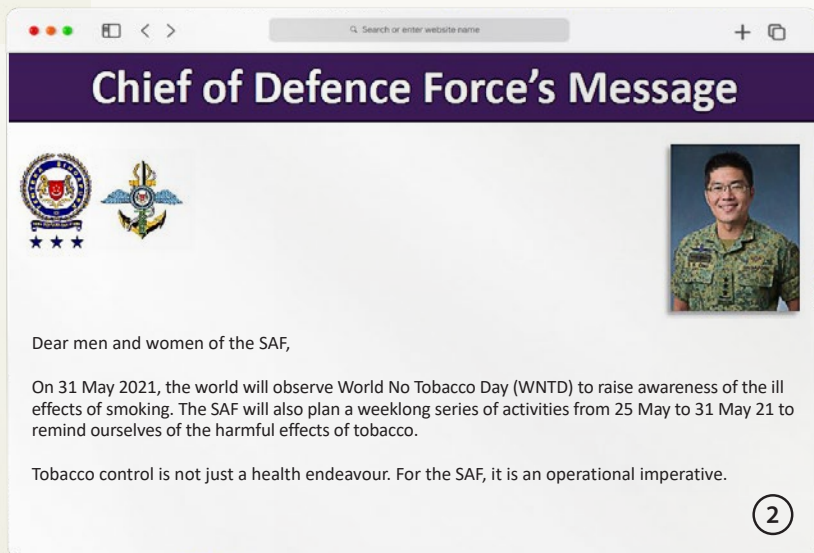 Search or enter website name
Chief of Defence Force's Message
Dear men and women of the SAF,
On 31 May 2021, the world will observe World No Tobacco Day (WNTD) to raise awareness of the ill
effects of smoking. The SAF will also plan a weeklong series of activities from 25 May to 31 May 21 to
remind ourselves of the harmful effects of tobacco.
Tobacco control is not just a health endeavour. For the SAF, it is an operational imperative.
2